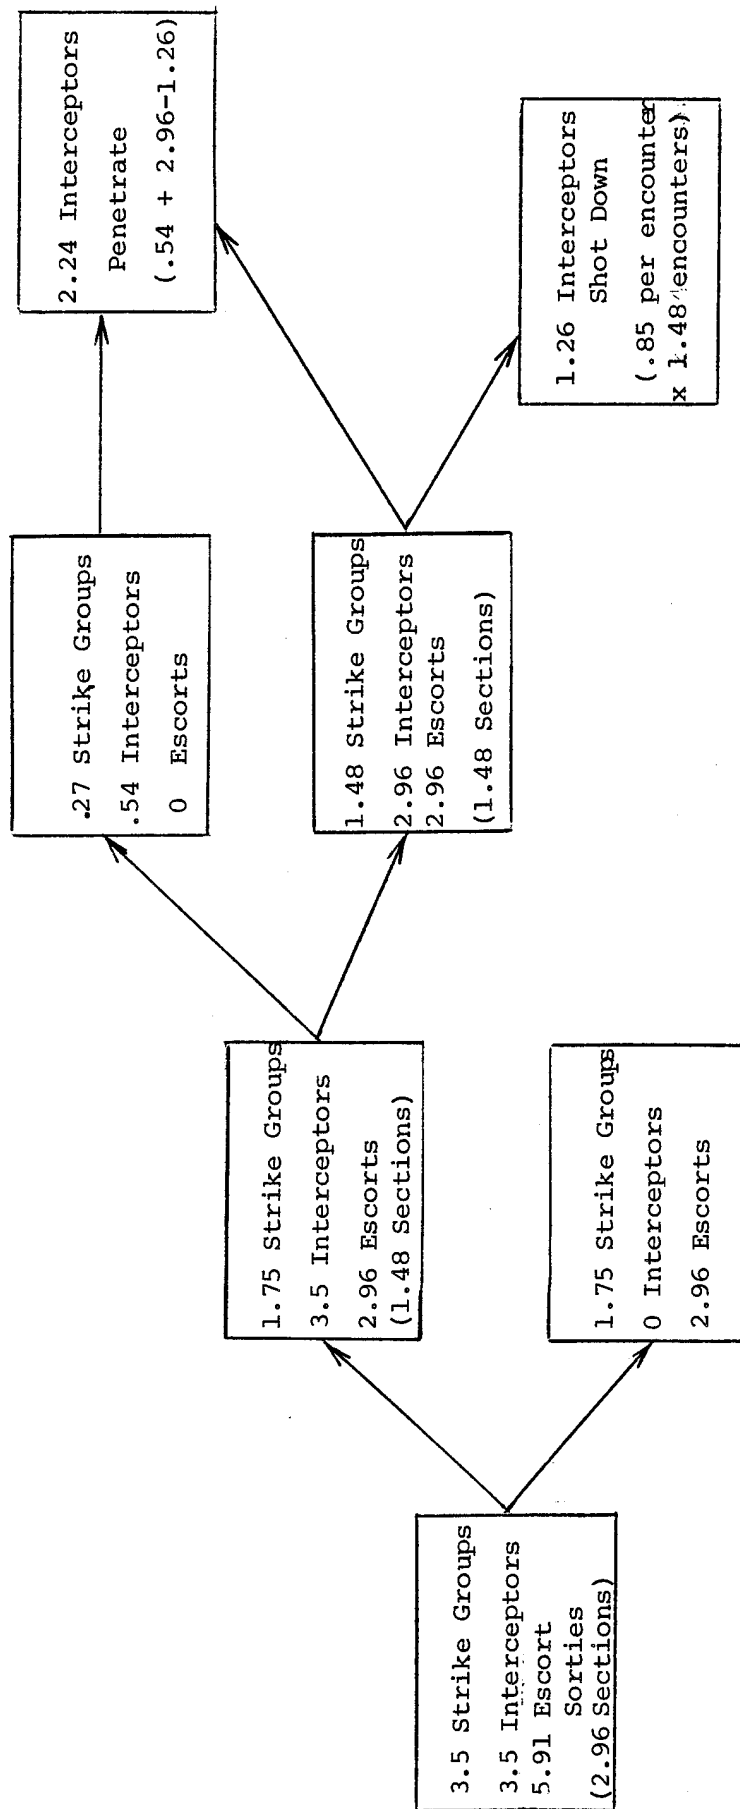 3.5 Strike Groups
3.5 Interceptors
5.91 Escort
Sorties
(2.96 Sections)
1.75 Strike Groups
3.5 Interceptors
2.96 Escorts
(1.48 Sections)
1.75 Strike Groups
0 Interceptors
2.96 Escorts
.27 Strike Groups
.54 Interceptors
0 Escorts
1.48 Strike Groups
2.96 Interceptors
2.96 Escorts
(1.48 Sections)
2.24 Interceptors
Penetrate
(.54 + 2.96-1.26)
1.26 Interceptors
Shot Down
(.85 per encounter
x 1.48 encounters)